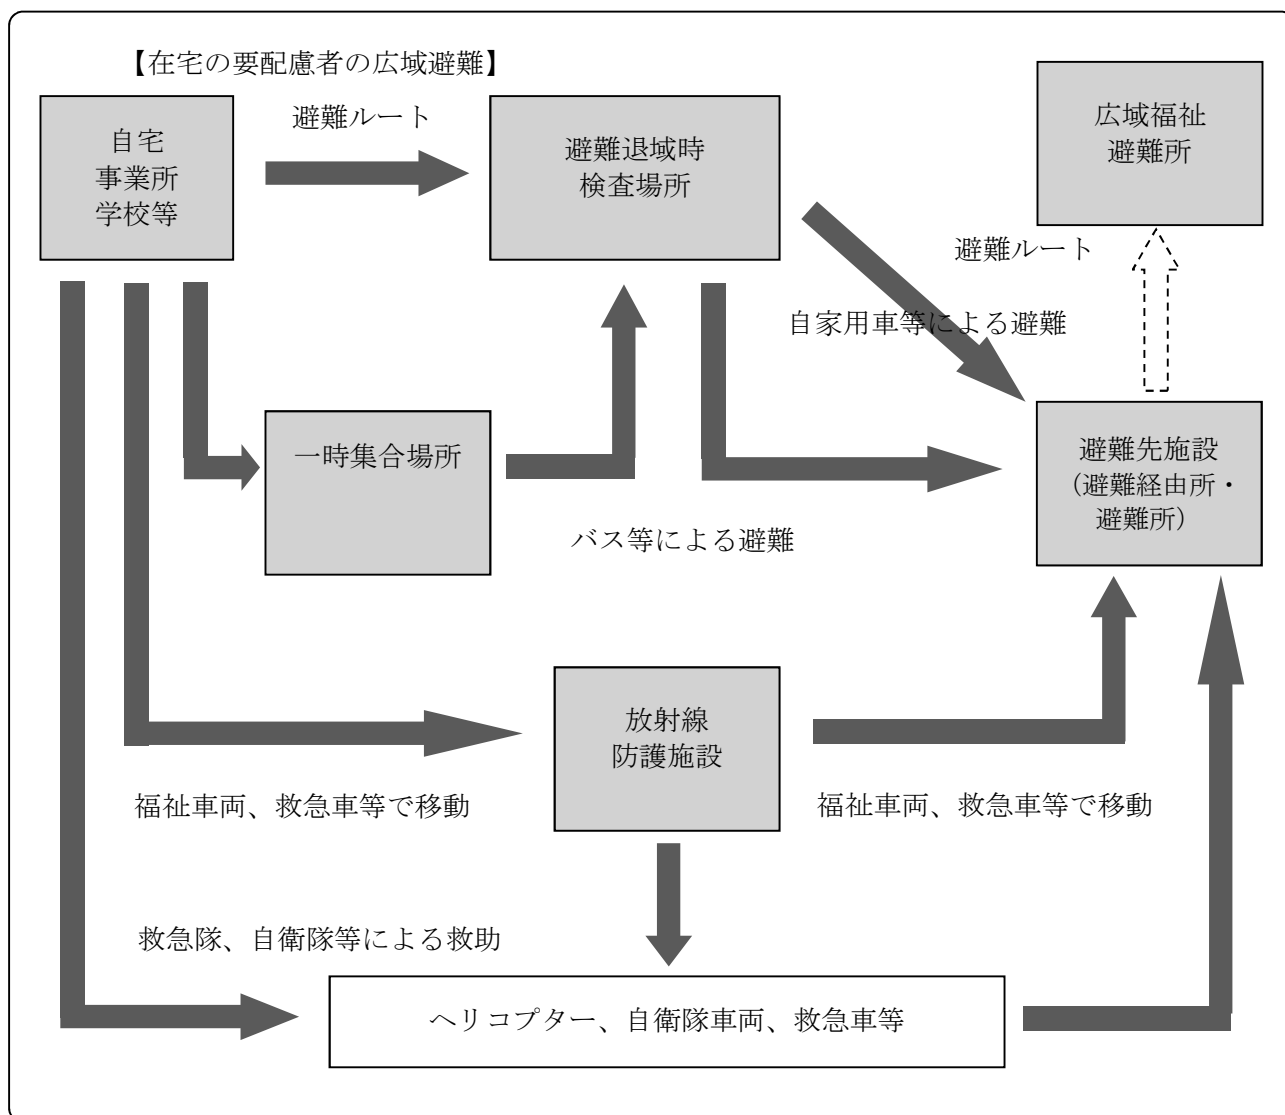 【在宅の要配慮者の広域避難】
自宅
事業所
学校等
避難ルート
避難退域時
検査場所
広域福祉
避難所
避難ルート
自家用車等による避難
一時集合場所
避難先施設
（避難経由所・
避難所）
バス等による避難
放射線
防護施設
福祉車両、救急車等で移動
福祉車両、救急車等で移動
救急隊、自衛隊等による救助
ヘリコプター、自衛隊車両、救急車等